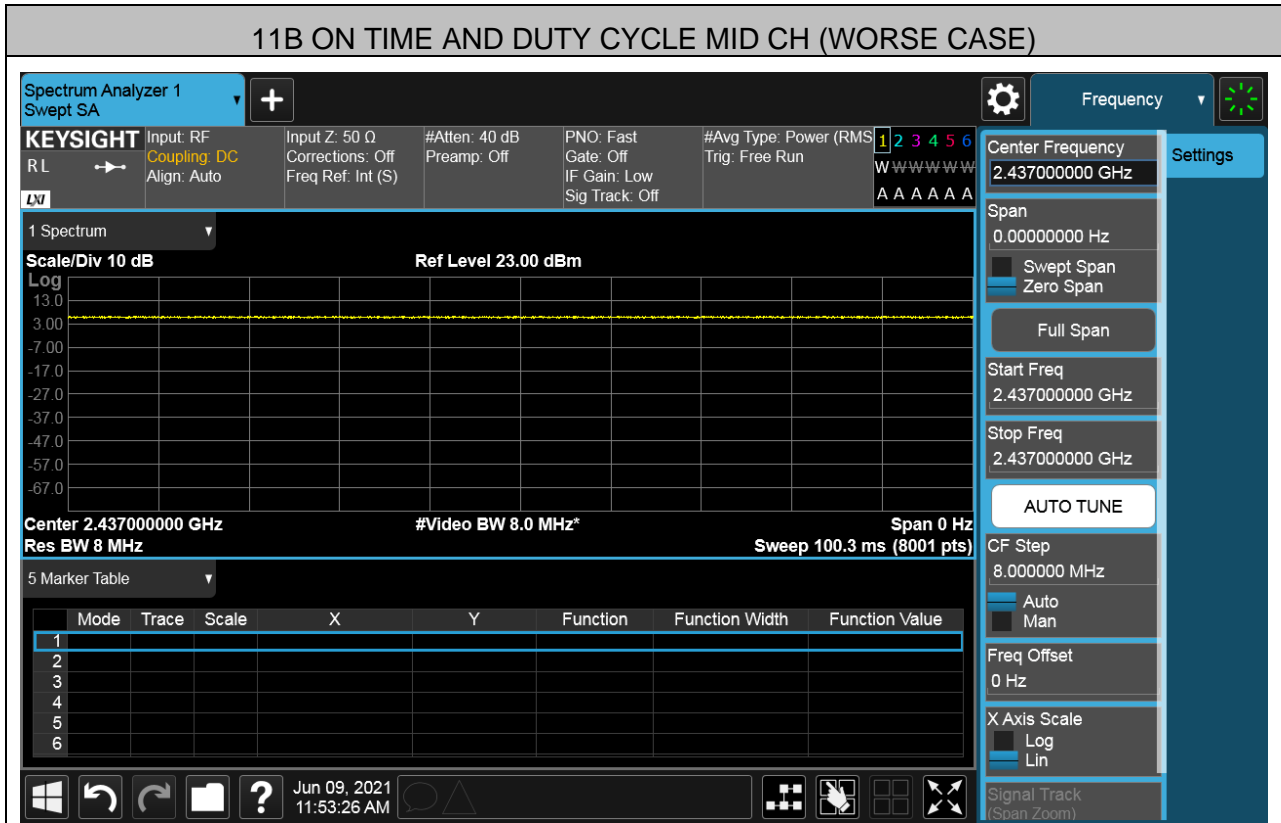 11B ON TIME AND DUTY CYCLE MID CH (WORSE CASE)
Spectrum Analyzer 1
Swept SA
Frequency
KEYSIGHT
RL
LXI
Input: RF
Coupling: DC
Align: Auto
Input Z: 50 Ω
Corrections: Off
Freq Ref: Int (S)
#Atten: 40 dB
Preamp: Off
PNO: Fast
Gate: Off
IF Gain: Low
Sig Track: Off
#Avg Type: Power (RMS
Trig: Free Run
1 2 3 4 5 6
W W W W W W
A A A A A A
1 Spectrum
Scale/Div 10 dB
Ref Level 23.00 dBm
Log
13.0
3.00
-7.00
-17.0
-27.0
-37.0
-47.0
-57.0
-67.0
Center 2.437000000 GHz
#Video BW 8.0 MHz*
Span 0 Hz
Res BW 8 MHz
Sweep 100.3 ms (8001 pts)
5 Marker Table
Mode Trace Scale X Y Function Function Width Function Value
1
2
3
4
5
6
?
Jun 09, 2021
11:53:26 AM
Center Frequency
2.437000000 GHz
Settings
Span
0.00000000 Hz
Swept Span
Zero Span
Full Span
Start Freq
2.437000000 GHz
Stop Freq
2.437000000 GHz
AUTO TUNE
CF Step
8.000000 MHz
Auto
Man
Freq Offset
0 Hz
X Axis Scale
Log
Lin
Signal Track
(Span Zoom)